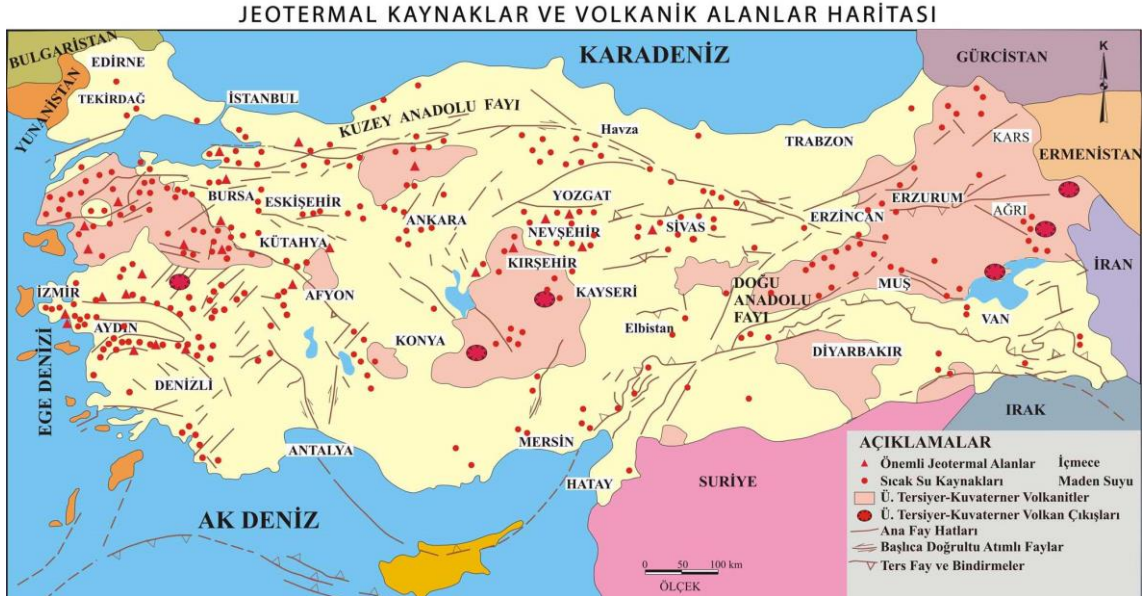 JEOTERMAL KAYNAKLAR VE VOLKANİK ALANLAR HARİTASI
BULGARİSTAN
KARADENİZ
GÜRCİSTAN
K
EDİRNE
YUNANİSTAN
TEKİRDAĞ
İSTANBUL
KUZEY ANADOLU FAYI
Havza
TRABZON
KARS
ERMENİSTAN
BURSA
ESKİŞEHİR
ANKARA
YOZGAT
NEVŞEHİR
SİVAS
ERZİNCAN
ERZURUM
AĞRI
KÜTAHYA
KIRŞEHİR
KAYSERİ
DOĞU
ANADOLU
FAYI
MUŞ
İRAN
İZMİR
AFYON
VAN
AYDIN
KONYA
Elbistan
DİYARBAKIR
EGE DENİZİ
DENİZLİ
ANTALYA
MERSİN
HATAY
SURİYE
IRAK
AK DENİZ
0 50 100 km
ÖLÇEK
AÇIKLAMALAR
Önemli Jeotermal Alanlar İçmece
Sıcak Su Kaynakları Maden Suyu
Ü. Tersiyer-Kuvaterner Volkanitler
Ü. Tersiyer-Kuvaterner Volkan Çıkışları
Ana Fay Hatları
Başlıca Doğrultu Atımlı Faylar
Ters Fay ve Bindirmeler